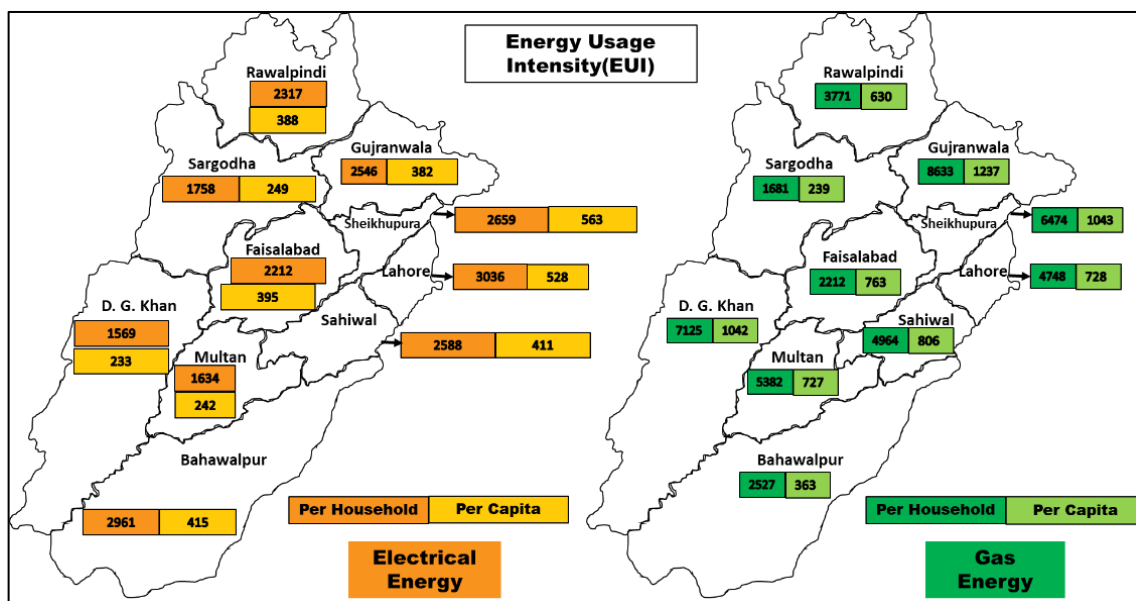 Energy Usage
Intensity(EUI)
Rawalpindi
2317
388
Gujranwala
2546 382
Sargodha
1758 249
Sheikhupura
2659 563
Faisalabad
2212
395
Lahore
3036 528
D. G. Khan
1569
233
Sahiwal
2588 411
Multan
1634
242
Bahawalpur
2961 415
Per Household Per Capita
Electrical
Energy
Rawalpindi
3771 630
Gujranwala
8633 1237
Sargodha
1681 239
Sheikhupura
6474 1043
Faisalabad
2212 763
Lahore
4748 728
D. G. Khan
7125 1042
Sahiwal
4964 806
Multan
5382 727
Bahawalpur
2527 363
Per Household Per Capita
Gas
Energy